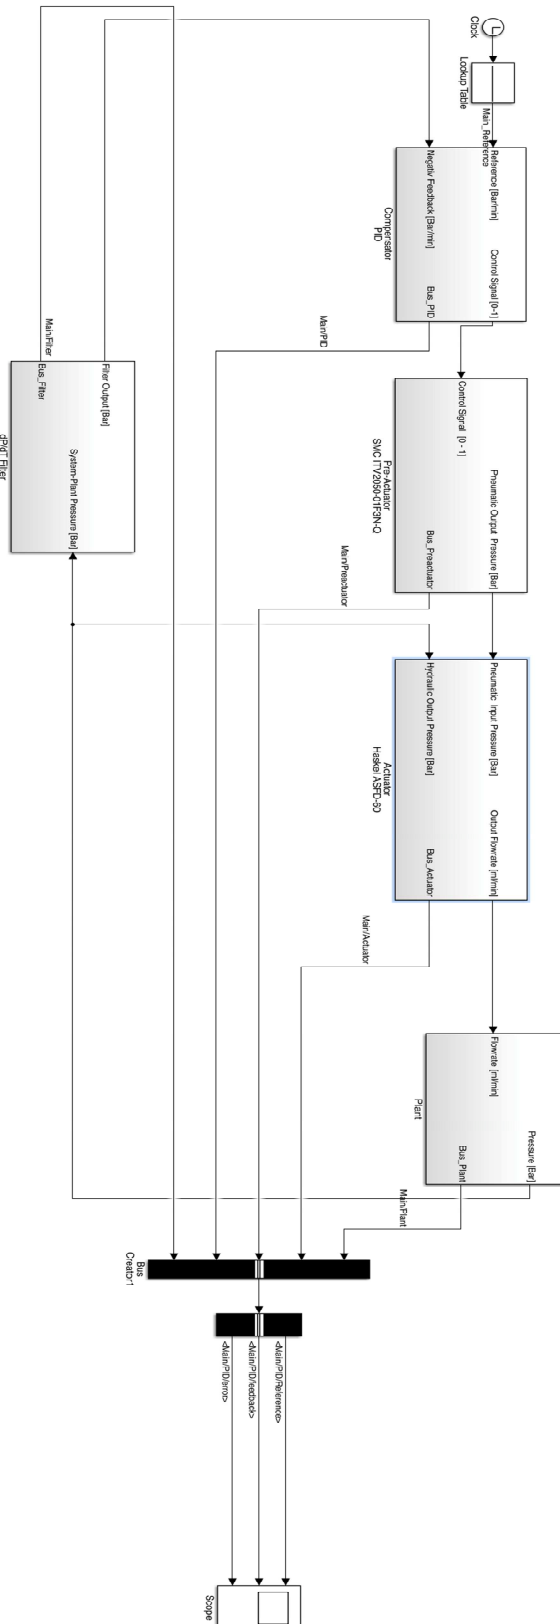 Clock
Lookup Table
Main_Reference
Reference [Bar/min]
Negativ Feedback [Bar/min]
Control Signal [0-1]
Bus_PID
Compensator
PID
Main/PID
Control Signal [0 - 1]
Pneumatic Output Pressure [Bar]
Bus_Preactuator
Pre-Actuator
SMC ITV2050-01F3N-Q
Main/Preactuator
Pneumatic Input Pressure [Bar]
Hydraulic Output Pressure [Bar]
Output Flowrate [ml/min]
Bus_Actuator
Actuator
Haskel ASFD-60
Main/Actuator
Flowrate [ml/min]
Pressure [Bar]
Bus_Plant
Plant
Main/Plant
Main/Filter
Filter Output [Bar]
Bus_Filter
System-Plant Pressure [Bar]
dP/dT Filter
Bus
Creator1
<Main/PID/Reference>
<Main/PID/feedback>
<Main/PID/error>
Scope